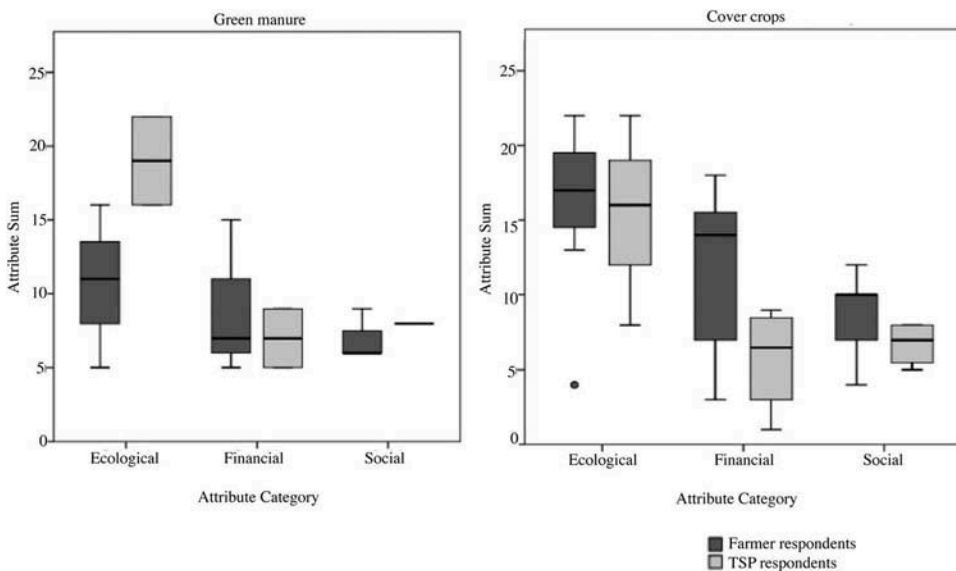 Green manure
25
20
15
10
5
0
Attribute Sum
Ecological Financial Social
Attribute Category
Cover crops
25
20
15
10
5
0
Attribute Sum
Ecological Financial Social
Attribute Category
Farmer respondents
TSP respondents